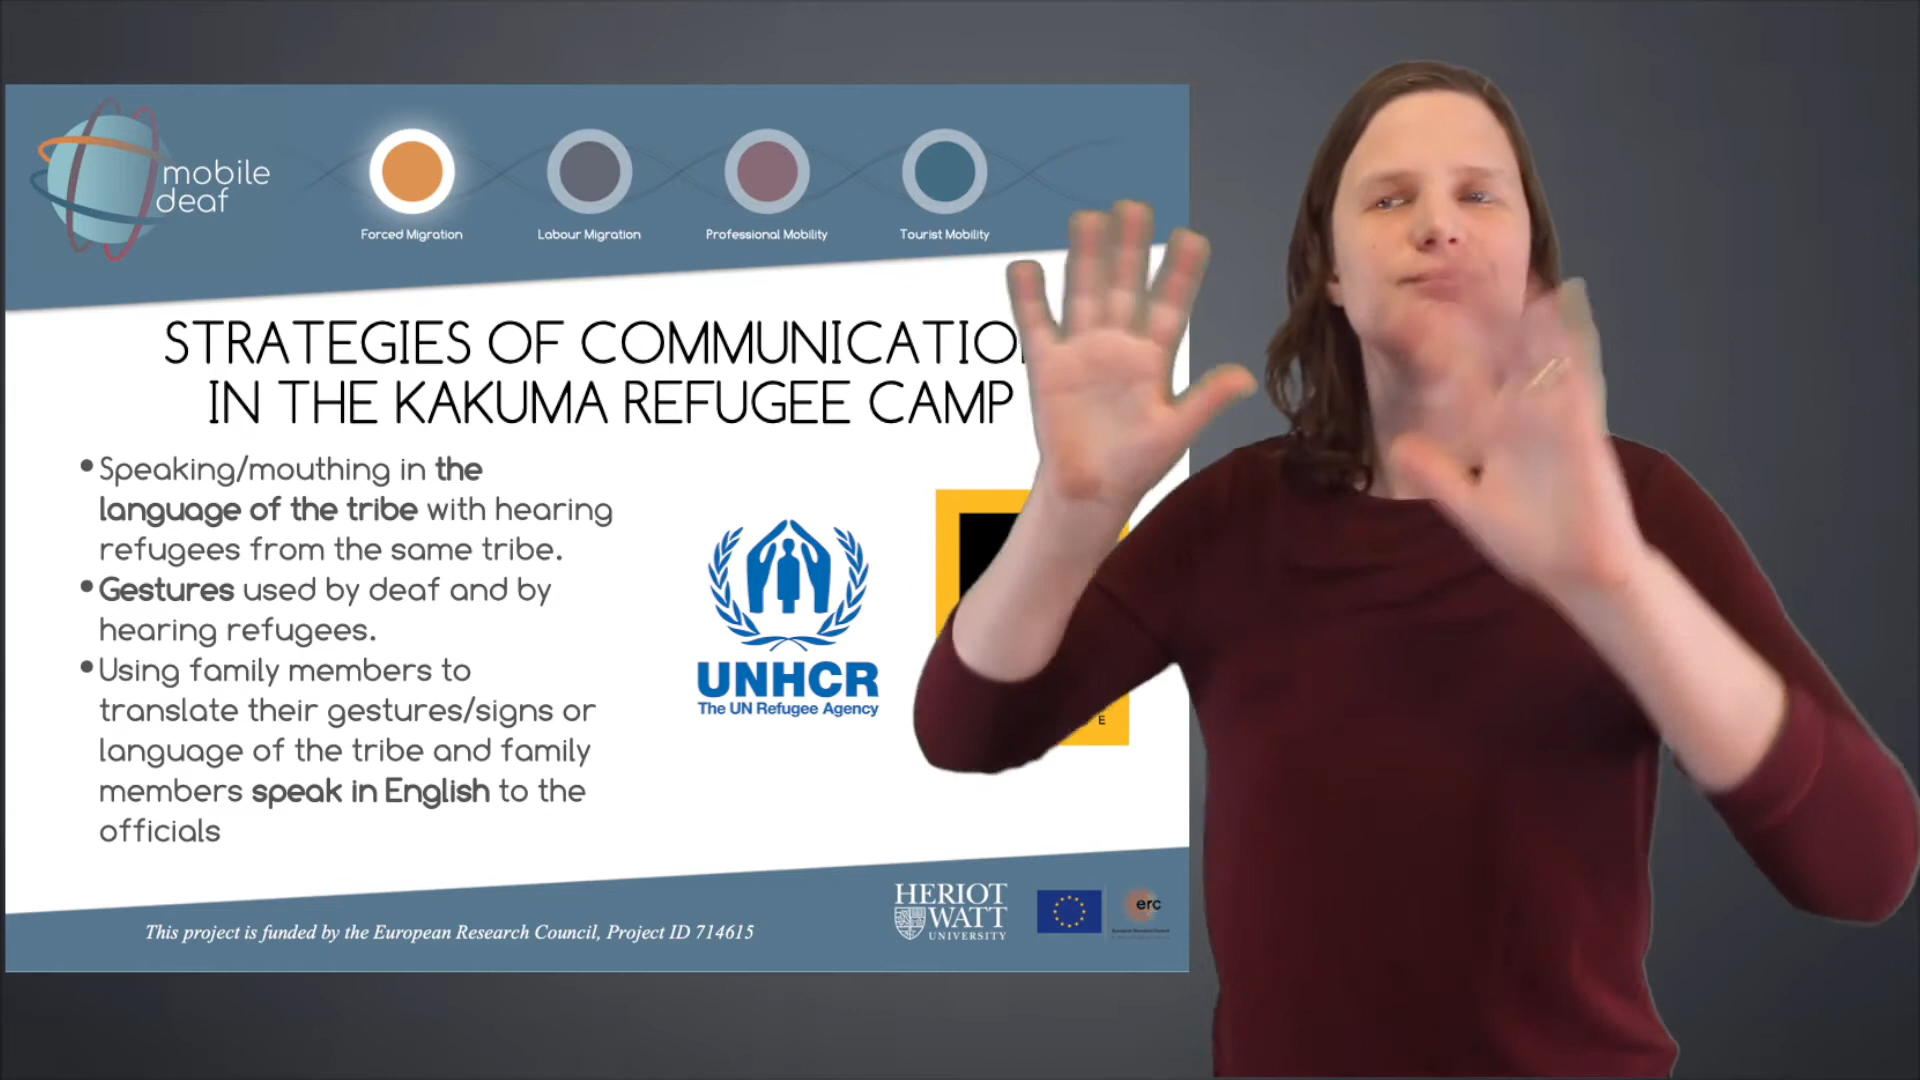 mobile
deaf
Forced Migration
Labour Migration
Professional Mobility
Tourist Mobility
STRATEGIES OF COMMUNICATIO
IN THE KAKUMA REFUGEE CAMP
•Speaking/mouthing in the
language of the tribe with hearing
refugees from the same tribe.
•Gestures used by deaf and by
hearing refugees.
•Using family members to
translate their gestures/signs or
language of the tribe and family
members speak in English to the
officials
UNHCR
The UN Refugee Agency
E
This project is funded by the European Research Council, Project ID 714615
HERIOT
WATT
UNIVERSITY
erc